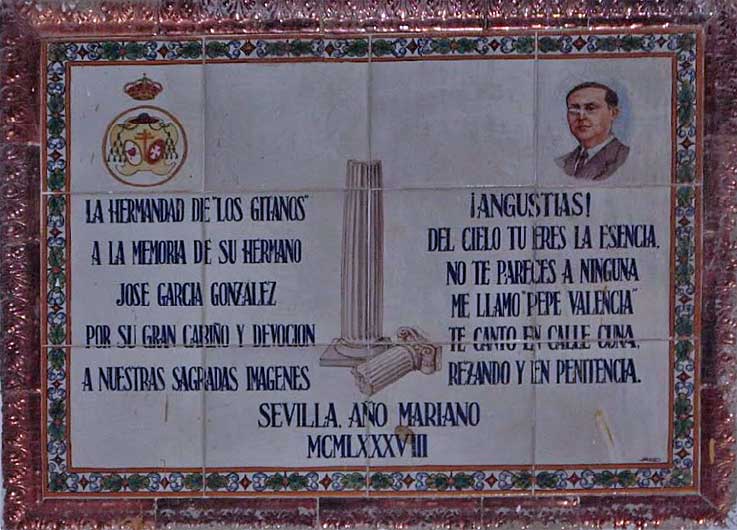 LA HERMANDAD DE "LOS GITANOS"
A LA MEMORIA DE SU HERMANO
JOSE GARCIA GONZALEZ
POR SU GRAN CARIÑO Y DEVOCION
A NUESTRAS SAGRADAS IMAGENES
¡ANGUSTIAS!
DEL CIELO TU ERES LA ESENCIA,
NO TE PARECES A NINGUNA
ME LLAMO "PEPE VALENCIA"
TE CANTO EN CALLE CUNA,
REZANDO Y EN PENITENCIA.
SEVILLA, AÑO MARIANO
MCMLXXXVIII